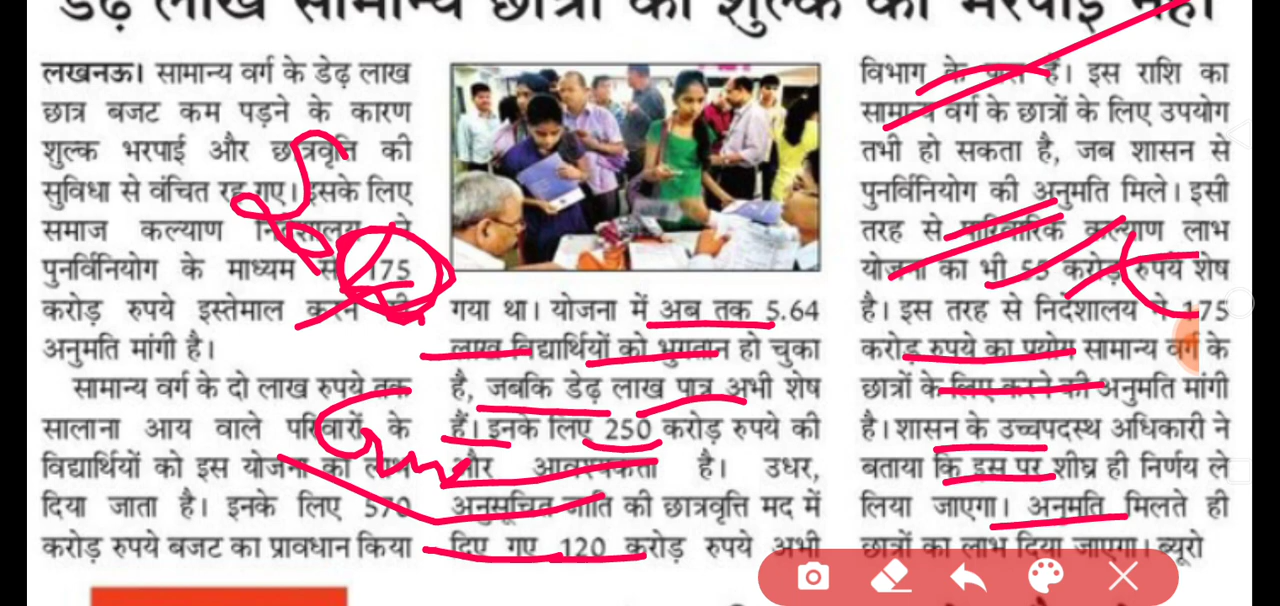 डेढ़ लाख सामान्य छात्रों की शुल्क की भरपाई नहीं
लखनऊ। सामान्य वर्ग के डेढ़ लाख
छात्र बजट कम पड़ने के कारण
शुल्क भरपाई और छात्रवृत्ति की
सुविधा से वंचित रह गए। इसके लिए
समाज कल्याण निदेशालय ने
पुनर्विनियोग के माध्यम से 175
करोड़ रुपये इस्तेमाल करने की
अनुमति मांगी है।
सामान्य वर्ग के दो लाख रुपये तक
सालाना आय वाले परिवारों के
विद्यार्थियों को इस योजना का लाभ
दिया जाता है। इनके लिए 570
करोड़ रुपये बजट का प्रावधान किया
गया था। योजना में अब तक 5.64
लाख विद्यार्थियों को भुगतान हो चुका
है, जबकि डेढ़ लाख पात्र अभी शेष
हैं। इनके लिए 250 करोड़ रुपये की
और आवश्यकता है। उधर,
अनुसूचित जाति की छात्रवृत्ति मद में
दिए गए 120 करोड़ रुपये अभी
विभाग के पास हैं। इस राशि का
सामान्य वर्ग के छात्रों के लिए उपयोग
तभी हो सकता है, जब शासन से
पुनर्विनियोग की अनुमति मिले। इसी
तरह से पारिवारिक कल्याण लाभ
योजना का भी 55 करोड़ रुपये शेष
है। इस तरह से निदेशालय ने 175
करोड़ रुपये का प्रयोग सामान्य वर्ग के
छात्रों के लिए करने की अनुमति मांगी
है। शासन के उच्चपदस्थ अधिकारी ने
बताया कि इस पर शीघ्र ही निर्णय ले
लिया जाएगा। अनुमति मिलते ही
छात्रों को लाभ दिया जाएगा। ब्यूरो